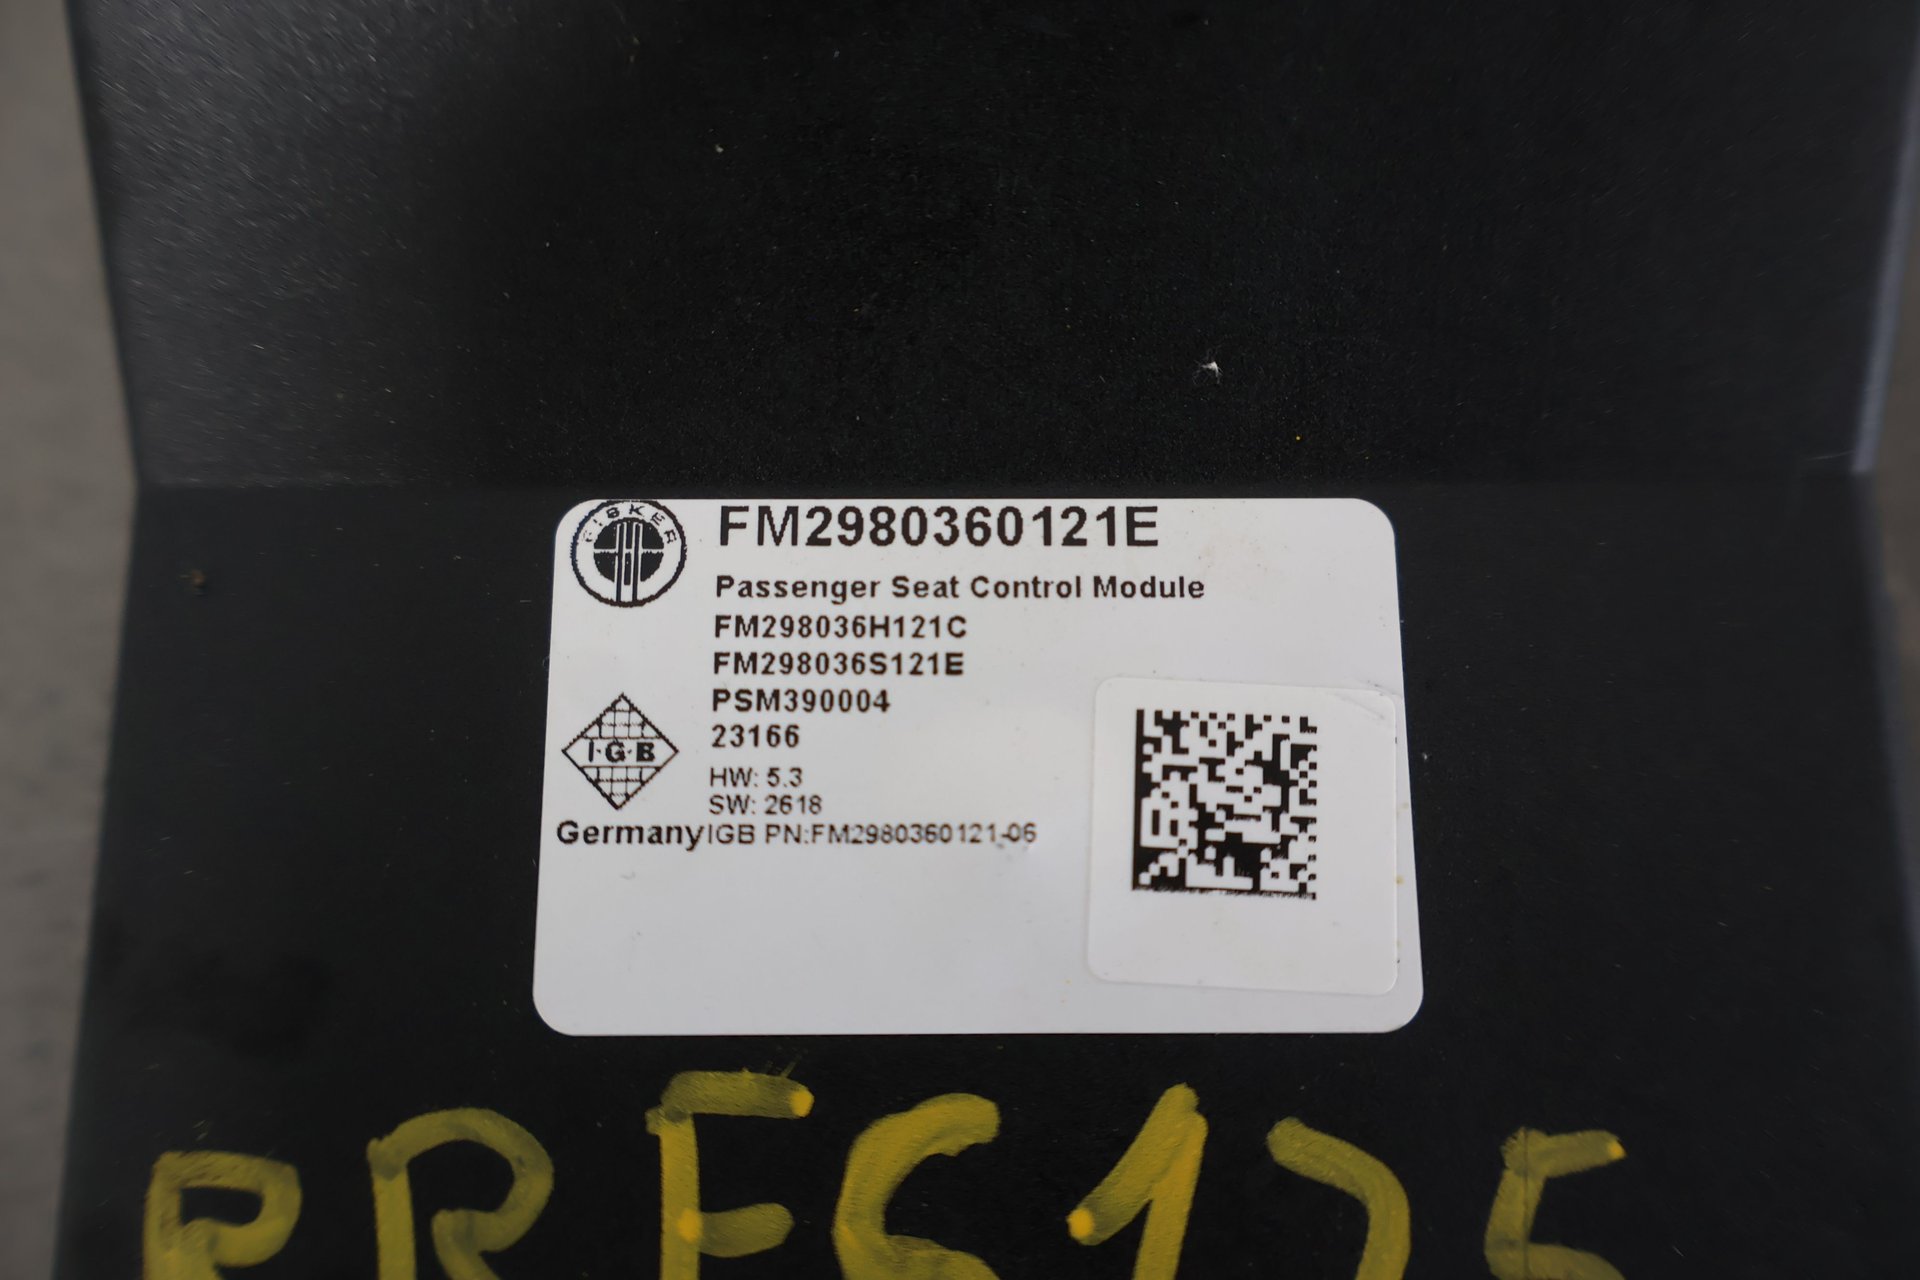 FISKER
FM2980360121E
Passenger Seat Control Module
FM298036H121C
FM298036S121E
PSM390004
I·G·B
23166
HW: 5.3
SW: 2618
Germany IGB PN:FM2980360121-06